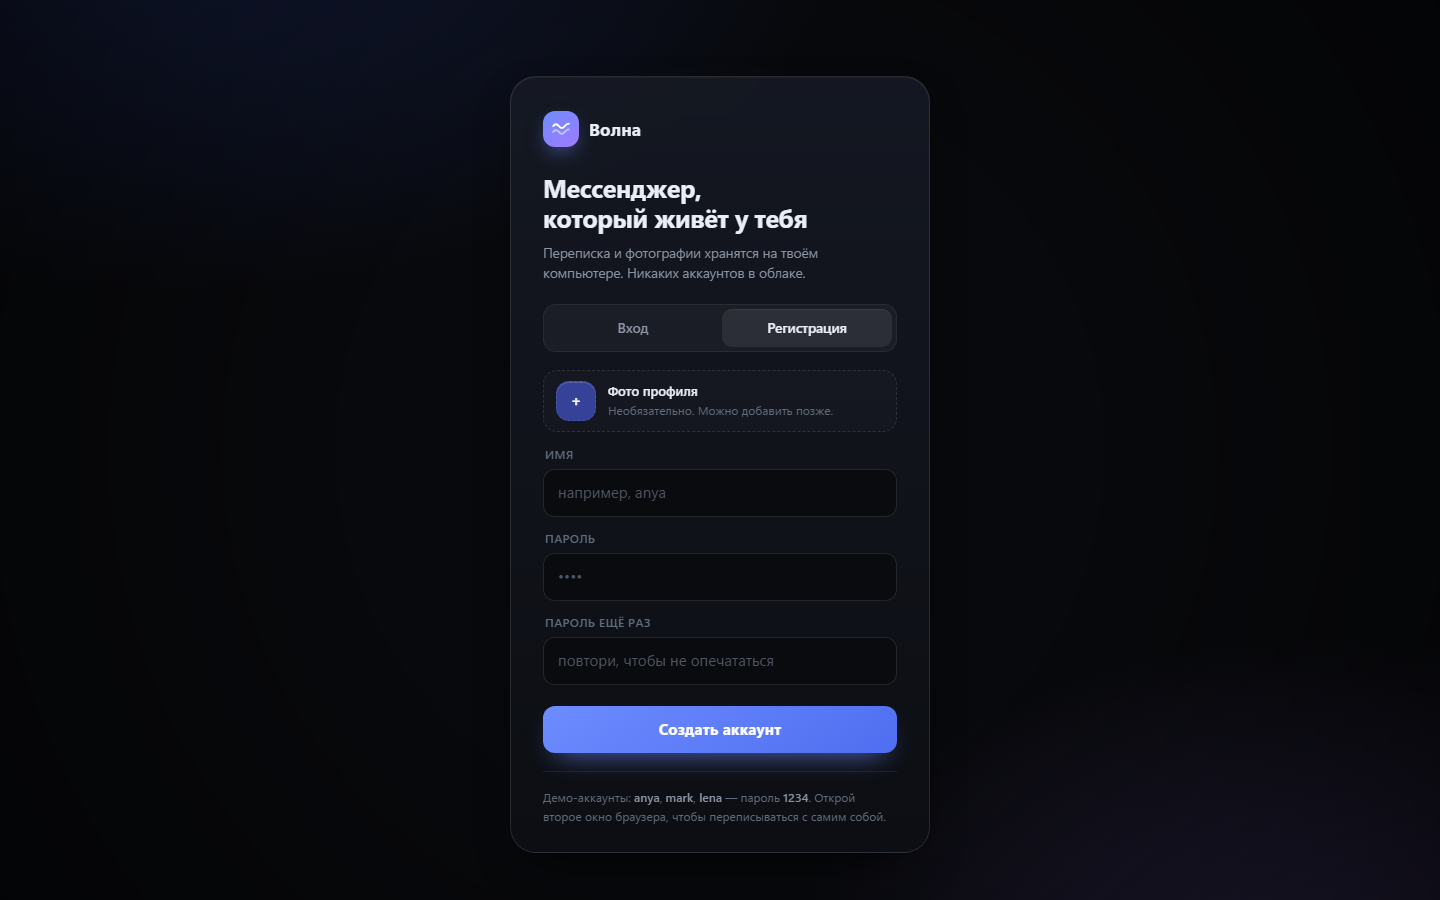 Волна
Мессенджер,
который живёт у тебя
Переписка и фотографии хранятся на твоём
компьютере. Никаких аккаунтов в облаке.
Вход
Регистрация
+
Фото профиля
Необязательно. Можно добавить позже.
ИМЯ
например, anya
ПАРОЛЬ
••••
ПАРОЛЬ ЕЩЁ РАЗ
повтори, чтобы не опечататься
Создать аккаунт
Демо-аккаунты: anya, mark, lena — пароль 1234. Открой
второе окно браузера, чтобы переписываться с самим собой.